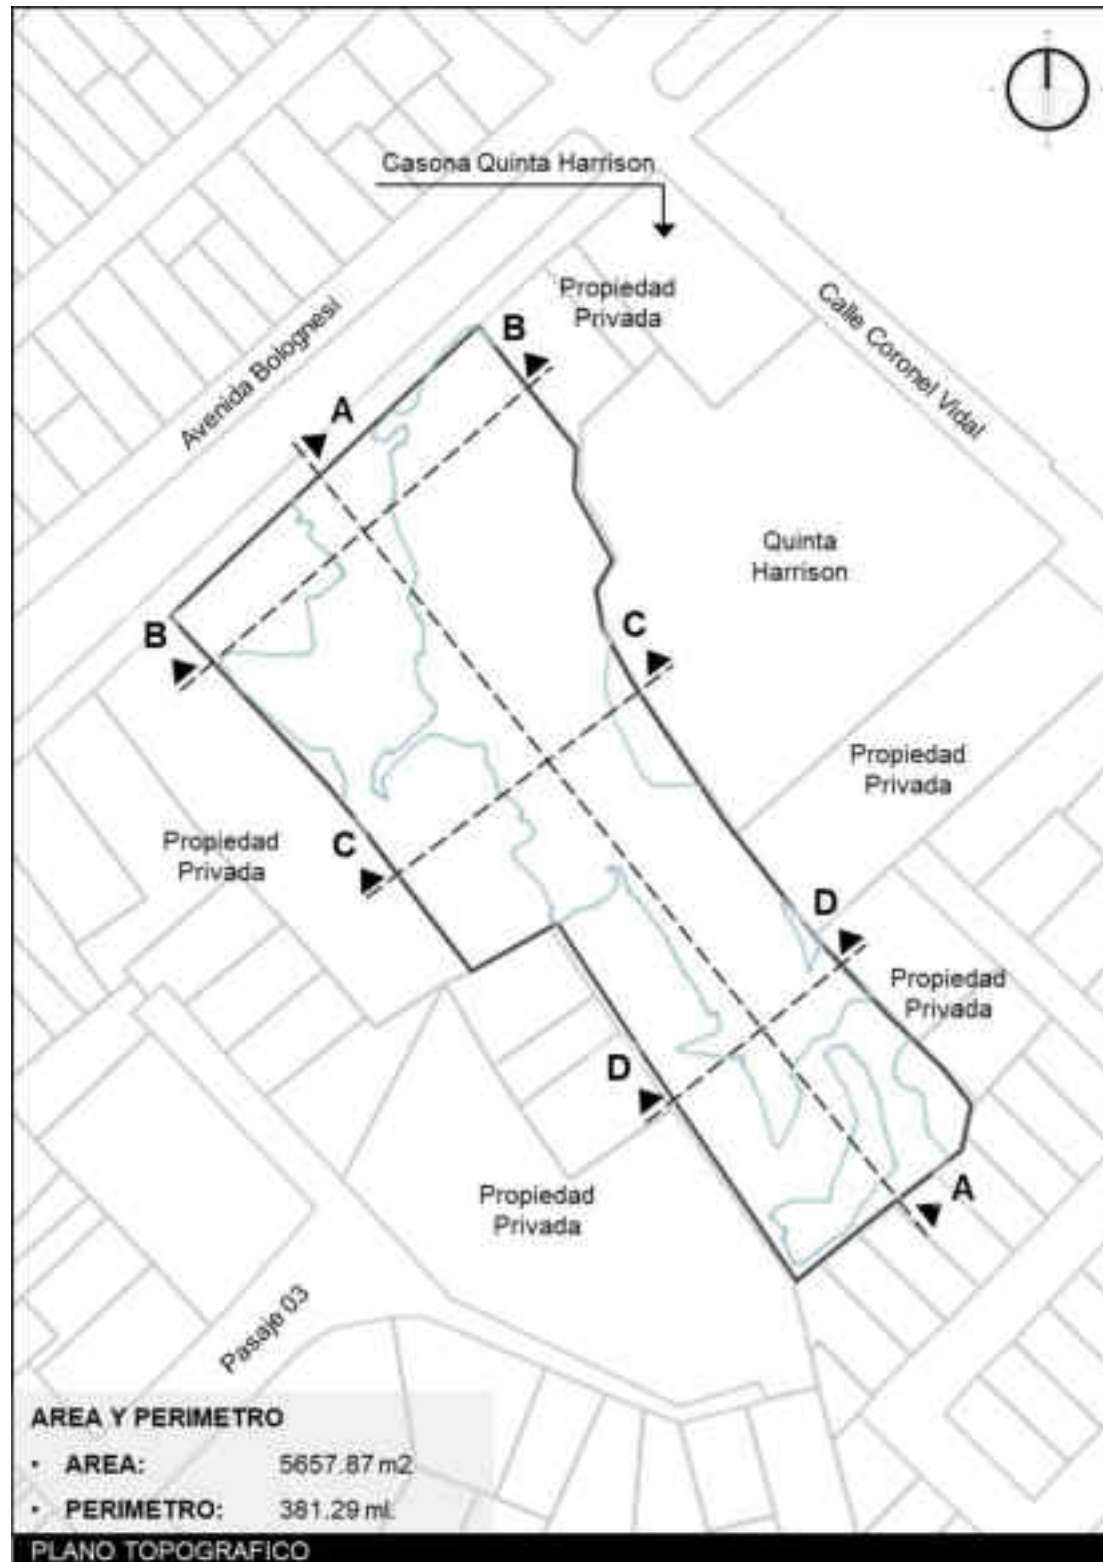 Casona Quinta Harrison
Propiedad
Privada
Avenida Bolognesi
Calle Coronel Vidal
B
A
Quinta
Harrison
B
C
Propiedad
Privada
Propiedad
Privada
C
D
Propiedad
Privada
D
A
Propiedad
Privada
Pasaje 03
AREA Y PERIMETRO
• AREA: 5657.87 m2
• PERIMETRO: 381.29 ml.
PLANO TOPOGRAFICO